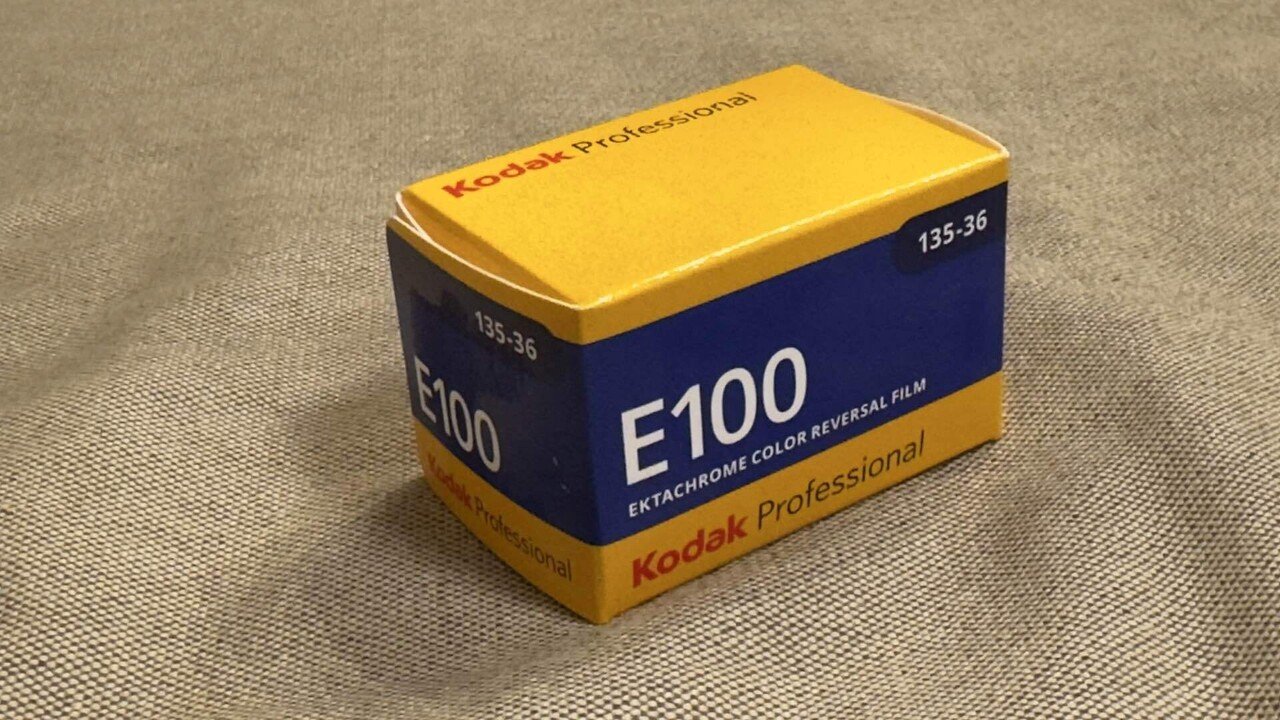 Kodak Professional
135-36
E100
Kodak Professional
135-36
E100
EKTACHROME COLOR REVERSAL FILM
Kodak Professional